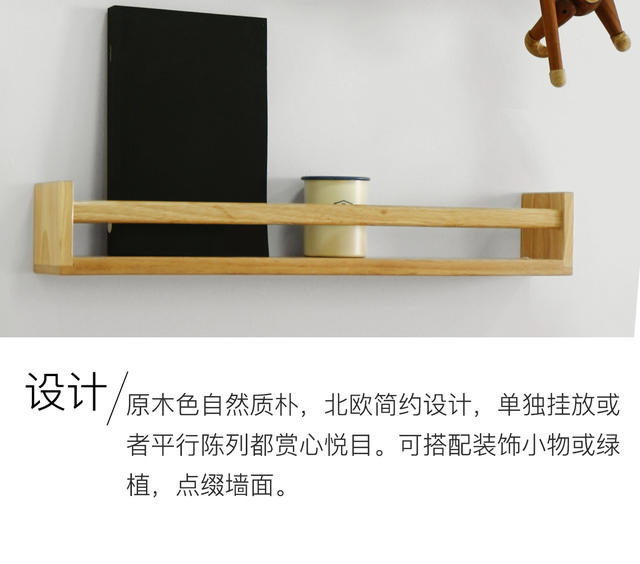 设计/
原木色自然质朴，北欧简约设计，单独挂放或
者平行陈列都赏心悦目。可搭配装饰小物或绿
植，点缀墙面。